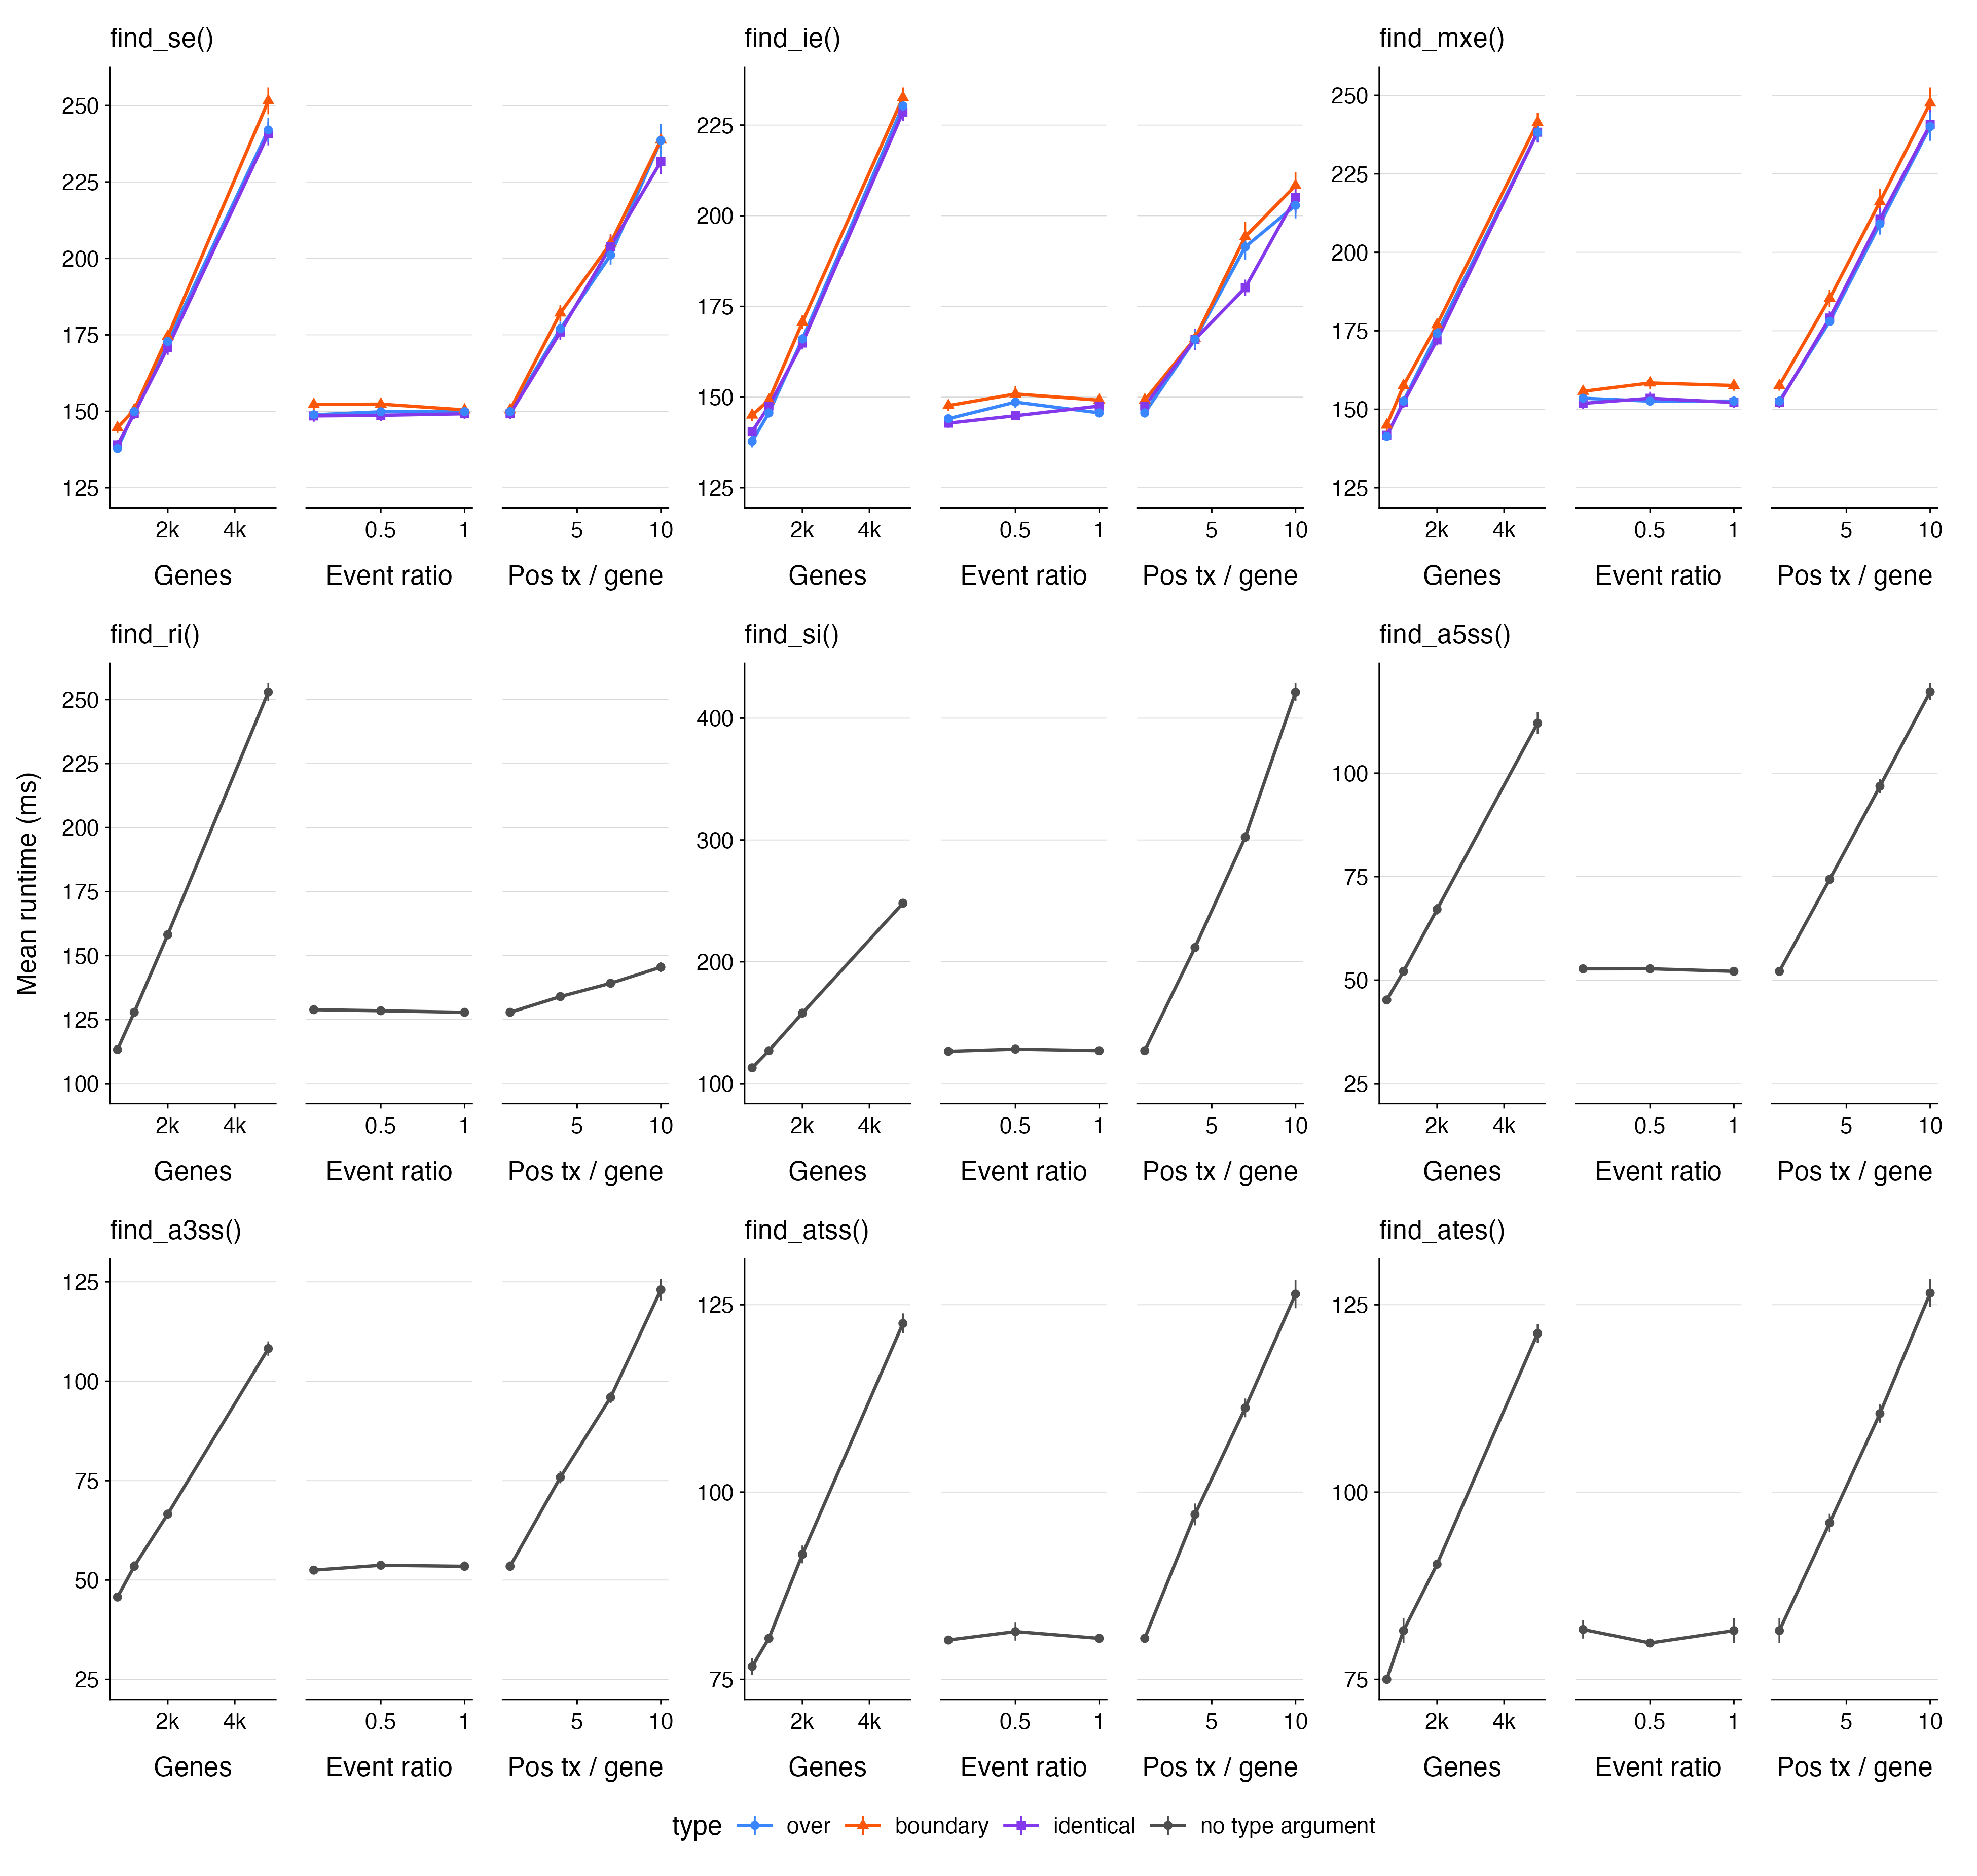 find_se()
find_ie()
find_mxe()
250
225
200
175
150
125
225
200
175
150
125
250
225
200
175
150
125
2k 4k 0.5 1 5 10
2k 4k 0.5 1 5 10
2k 4k 0.5 1 5 10
Genes Event ratio Pos tx / gene
Genes Event ratio Pos tx / gene
Genes Event ratio Pos tx / gene
Mean runtime (ms)
find_ri()
find_si()
find_a5ss()
250
225
200
175
150
125
100
400
300
200
100
100
75
50
25
2k 4k 0.5 1 5 10
2k 4k 0.5 1 5 10
2k 4k 0.5 1 5 10
Genes Event ratio Pos tx / gene
Genes Event ratio Pos tx / gene
Genes Event ratio Pos tx / gene
find_a3ss()
find_atss()
find_ates()
125
100
75
50
25
125
100
75
125
100
75
2k 4k 0.5 1 5 10
2k 4k 0.5 1 5 10
2k 4k 0.5 1 5 10
Genes Event ratio Pos tx / gene
Genes Event ratio Pos tx / gene
Genes Event ratio Pos tx / gene
type over boundary identical no type argument